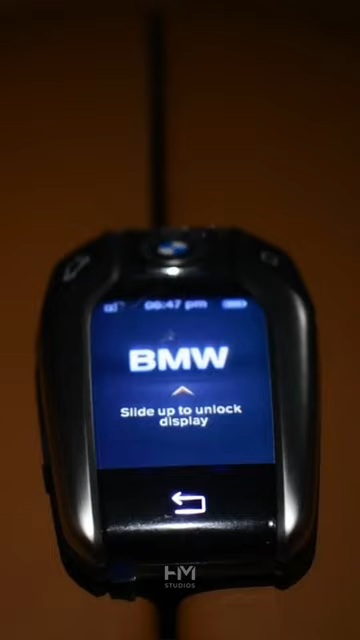 06:47 pm
BMW
Slide up to unlock
display
HM
STUDIOS